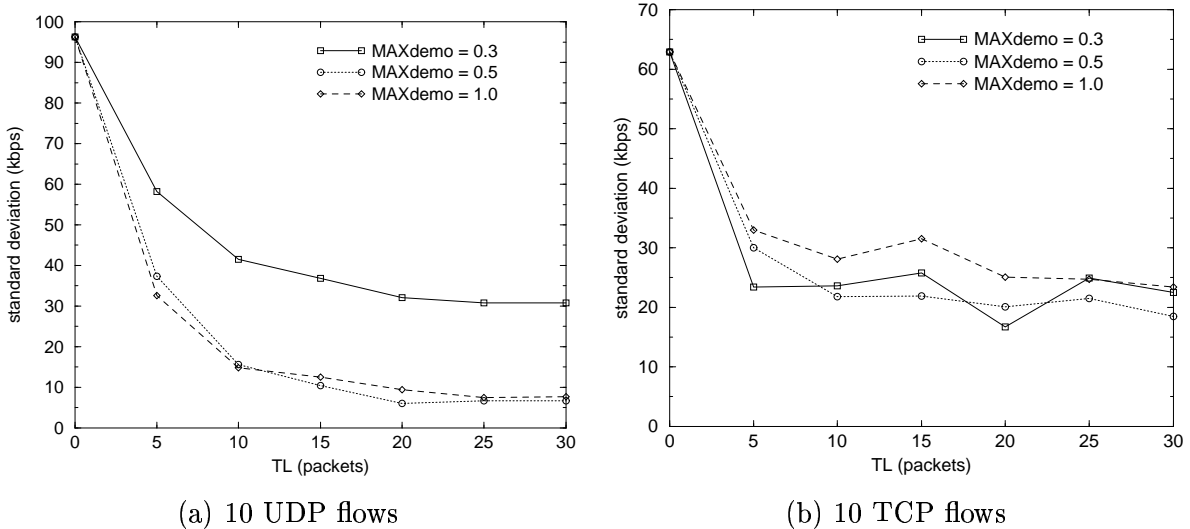 100
90
80
70
60
50
40
30
20
10
0
standard deviation (kbps)
MAXdemo = 0.3
MAXdemo = 0.5
MAXdemo = 1.0
0 5 10 15 20 25 30
TL (packets)
(a) 10 UDP flows
70
60
50
40
30
20
10
0
standard deviation (kbps)
MAXdemo = 0.3
MAXdemo = 0.5
MAXdemo = 1.0
0 5 10 15 20 25 30
TL (packets)
(b) 10 TCP flows